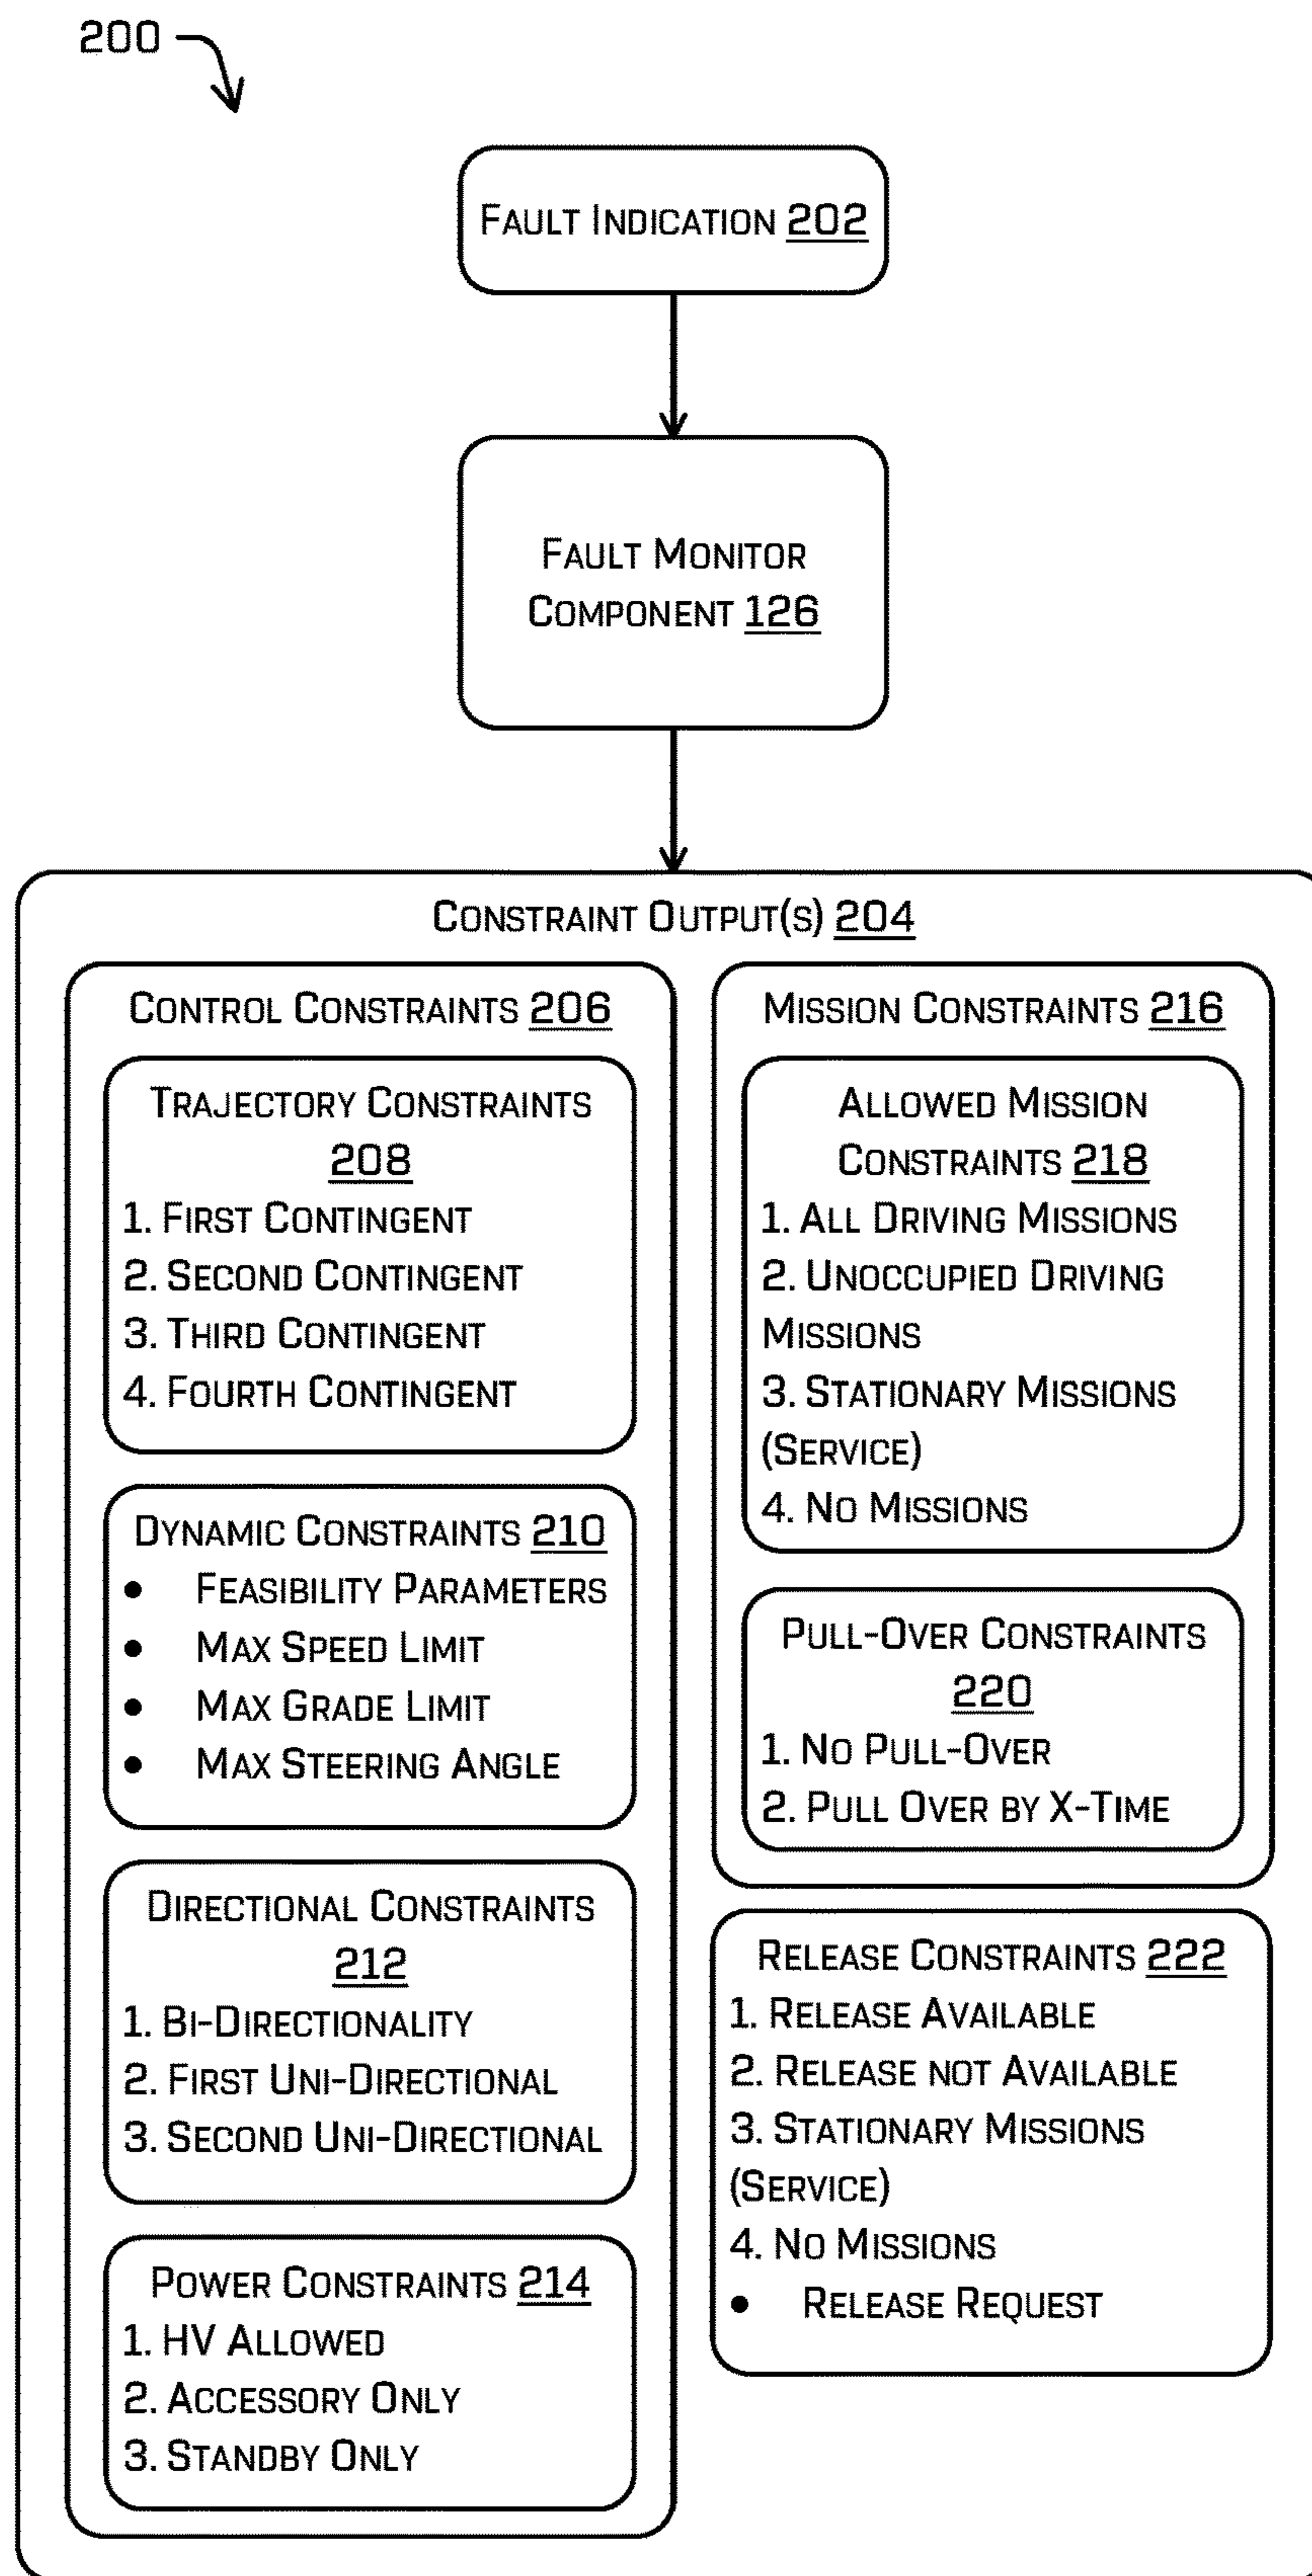 200
FAULT INDICATION 202
FAULT MONITOR
COMPONENT 126
CONSTRAINT OUTPUT(S) 204
CONTROL CONSTRAINTS 206
TRAJECTORY CONSTRAINTS
208
1. FIRST CONTINGENT
2. SECOND CONTINGENT
3. THIRD CONTINGENT
4. FOURTH CONTINGENT
DYNAMIC CONSTRAINTS 210
• FEASIBILITY PARAMETERS
• MAX SPEED LIMIT
• MAX GRADE LIMIT
• MAX STEERING ANGLE
DIRECTIONAL CONSTRAINTS
212
1. BI-DIRECTIONALITY
2. FIRST UNI-DIRECTIONAL
3. SECOND UNI-DIRECTIONAL
POWER CONSTRAINTS 214
1. HV ALLOWED
2. ACCESSORY ONLY
3. STANDBY ONLY
MISSION CONSTRAINTS 216
ALLOWED MISSION
CONSTRAINTS 218
1. ALL DRIVING MISSIONS
2. UNOCCUPIED DRIVING
MISSIONS
3. STATIONARY MISSIONS
(SERVICE)
4. NO MISSIONS
PULL-OVER CONSTRAINTS
220
1. NO PULL-OVER
2. PULL OVER BY X-TIME
RELEASE CONSTRAINTS 222
1. RELEASE AVAILABLE
2. RELEASE NOT AVAILABLE
3. STATIONARY MISSIONS
(SERVICE)
4. NO MISSIONS
• RELEASE REQUEST